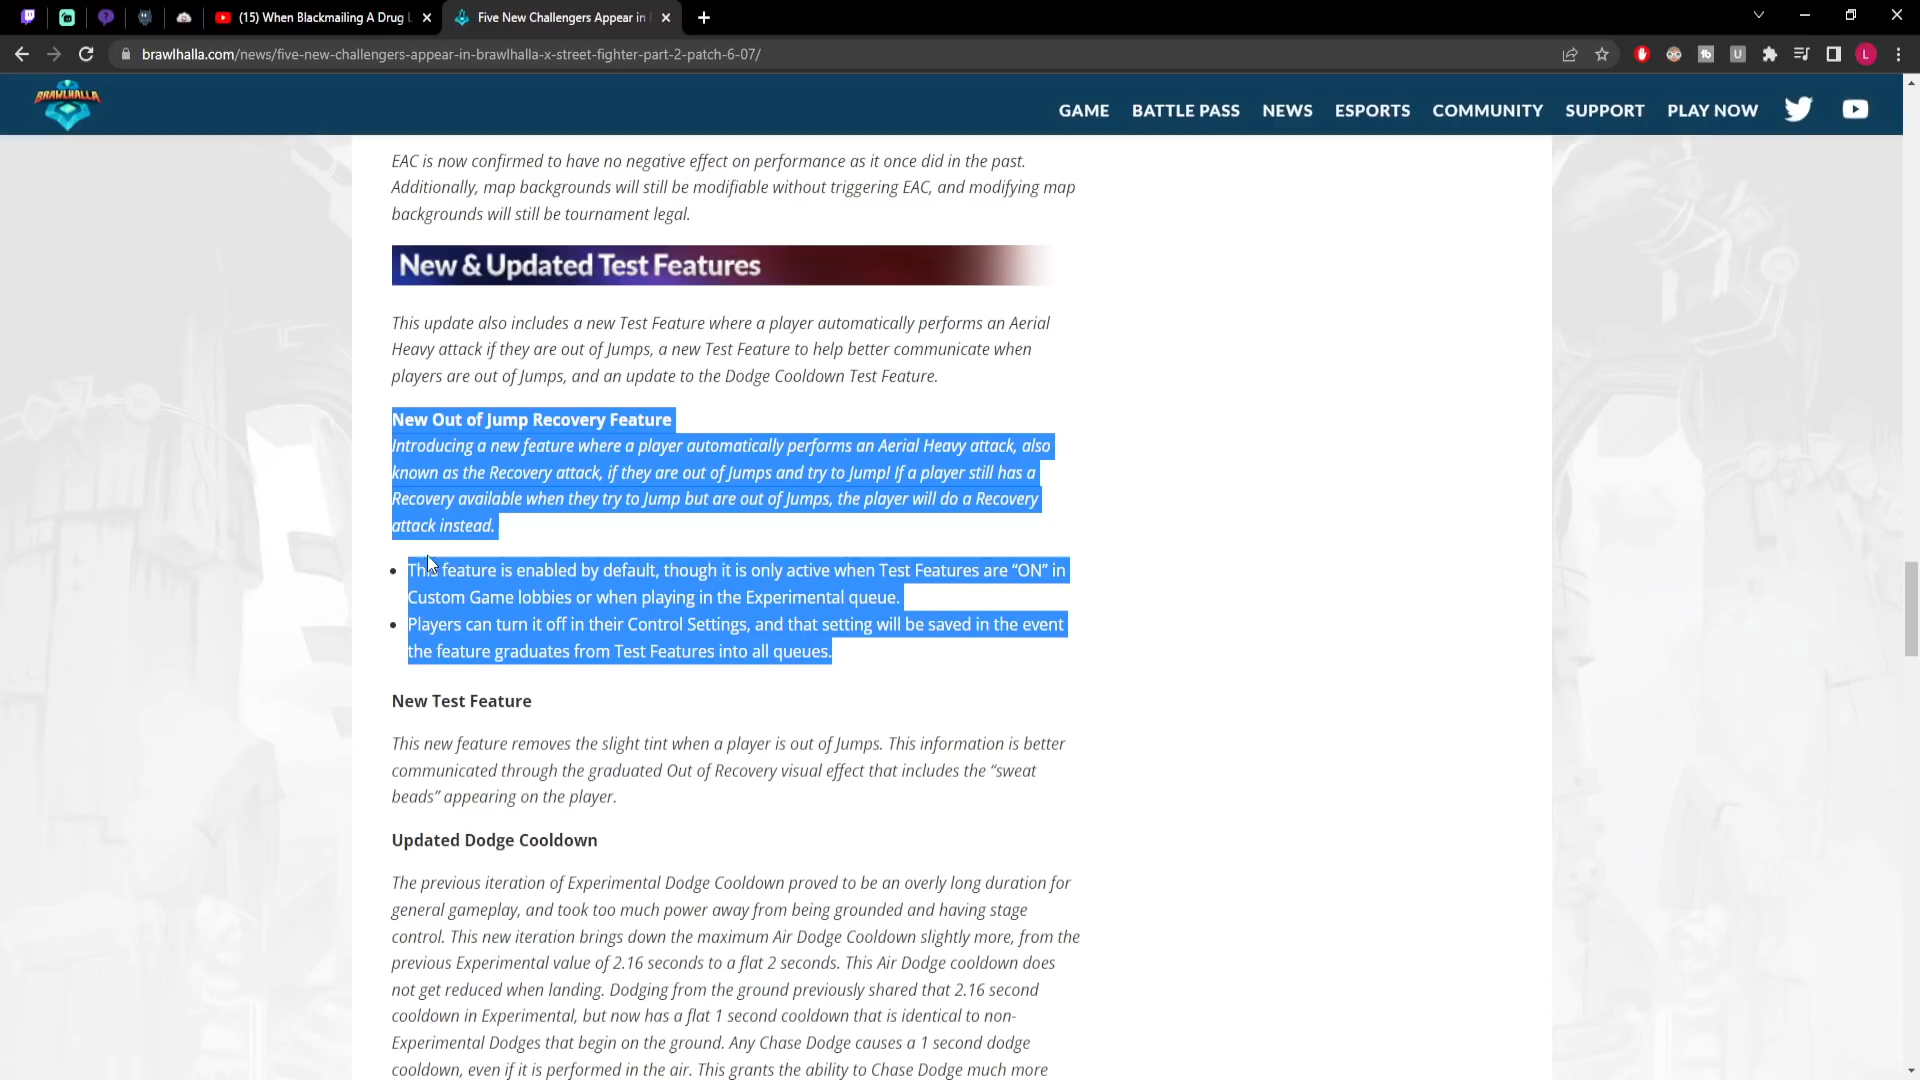 (15) When Blackmailing A Drug
Five New Challengers Appear in
brawlhalla.com/news/five-new-challengers-appear-in-brawlhalla-x-street-fighter-part-2-patch-6-07/
L
BRAWLHALLA
GAME BATTLE PASS NEWS ESPORTS COMMUNITY SUPPORT PLAY NOW
EAC is now confirmed to have no negative effect on performance as it once did in the past.
Additionally, map backgrounds will still be modifiable without triggering EAC, and modifying map
backgrounds will still be tournament legal.
New & Updated Test Features
This update also includes a new Test Feature where a player automatically performs an Aerial
Heavy attack if they are out of Jumps, a new Test Feature to help better communicate when
players are out of Jumps, and an update to the Dodge Cooldown Test Feature.
New Out of Jump Recovery Feature
Introducing a new feature where a player automatically performs an Aerial Heavy attack, also
known as the Recovery attack, if they are out of Jumps and try to Jump! If a player still has a
Recovery available when they try to Jump but are out of Jumps, the player will do a Recovery
attack instead.
• This feature is enabled by default, though it is only active when Test Features are “ON” in
Custom Game lobbies or when playing in the Experimental queue.
• Players can turn it off in their Control Settings, and that setting will be saved in the event
the feature graduates from Test Features into all queues.
New Test Feature
This new feature removes the slight tint when a player is out of Jumps. This information is better
communicated through the graduated Out of Recovery visual effect that includes the “sweat
beads” appearing on the player.
Updated Dodge Cooldown
The previous iteration of Experimental Dodge Cooldown proved to be an overly long duration for
general gameplay, and took too much power away from being grounded and having stage
control. This new iteration brings down the maximum Air Dodge Cooldown slightly more, from the
previous Experimental value of 2.16 seconds to a flat 2 seconds. This Air Dodge cooldown does
not get reduced when landing. Dodging from the ground previously shared that 2.16 second
cooldown in Experimental, but now has a flat 1 second cooldown that is identical to non-
Experimental Dodges that begin on the ground. Any Chase Dodge causes a 1 second dodge
cooldown, even if it is performed in the air. This grants the ability to Chase Dodge much more